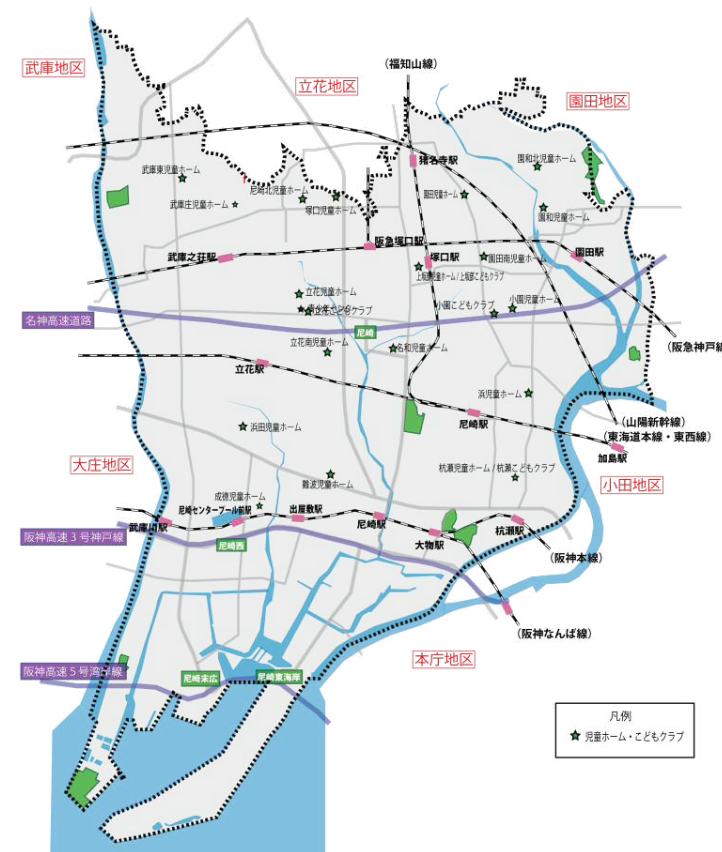 (福知山線)
武庫地区
立花地区
園田地区
猪名寺駅
園和北児童ホーム
武庫東児童ホーム
尼崎北児童ホーム
園田児童ホーム
武庫庄児童ホーム
塚口児童ホーム
園和児童ホーム
阪急塚口駅
武庫之荘駅
塚口駅
園田南児童ホーム
園田駅
上坂部児童ホーム/上坂部こどもクラブ
立花児童ホーム
小園こどもクラブ
小園児童ホーム
名神高速道路
尼崎
立花南児童ホーム
名和児童ホーム
(阪急神戸線)
立花駅
浜児童ホーム
尼崎駅
(山陽新幹線)
浜田児童ホーム
(東海道本線・東西線)
加島駅
大庄地区
杭瀬児童ホーム/杭瀬こどもクラブ
難波児童ホーム
小田地区
成徳児童ホーム
尼崎センタープール前駅
出屋敷駅
武庫川駅
尼崎駅
杭瀬駅
阪神高速3号神戸線
尼崎西
大物駅
(阪神本線)
(阪神なんば線)
本庁地区
阪神高速5号湾岸線
尼崎末広
尼崎東海岸
凡例
児童ホーム・こどもクラブ